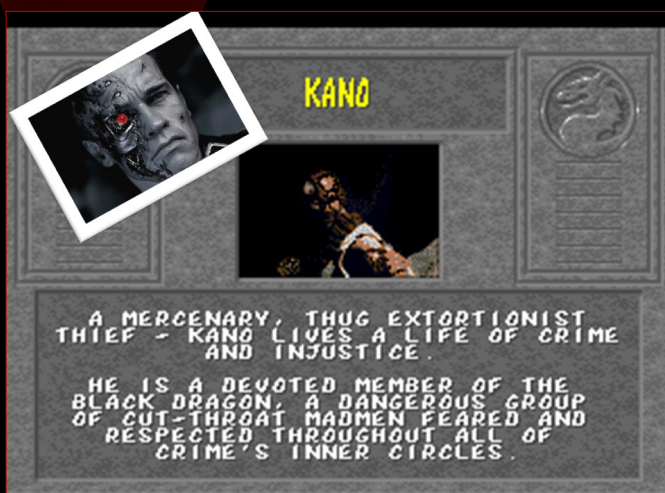 KANO
A MERCENARY, THUG EXTORTIONIST
THIEF - KANO LIVES A LIFE OF CRIME
AND INJUSTICE.
HE IS A DEVOTED MEMBER OF THE
BLACK DRAGON, A DANGEROUS GROUP
OF CUT-THROAT MADMEN FEARED AND
RESPECTED THROUGHOUT ALL OF
CRIME'S INNER CIRCLES.